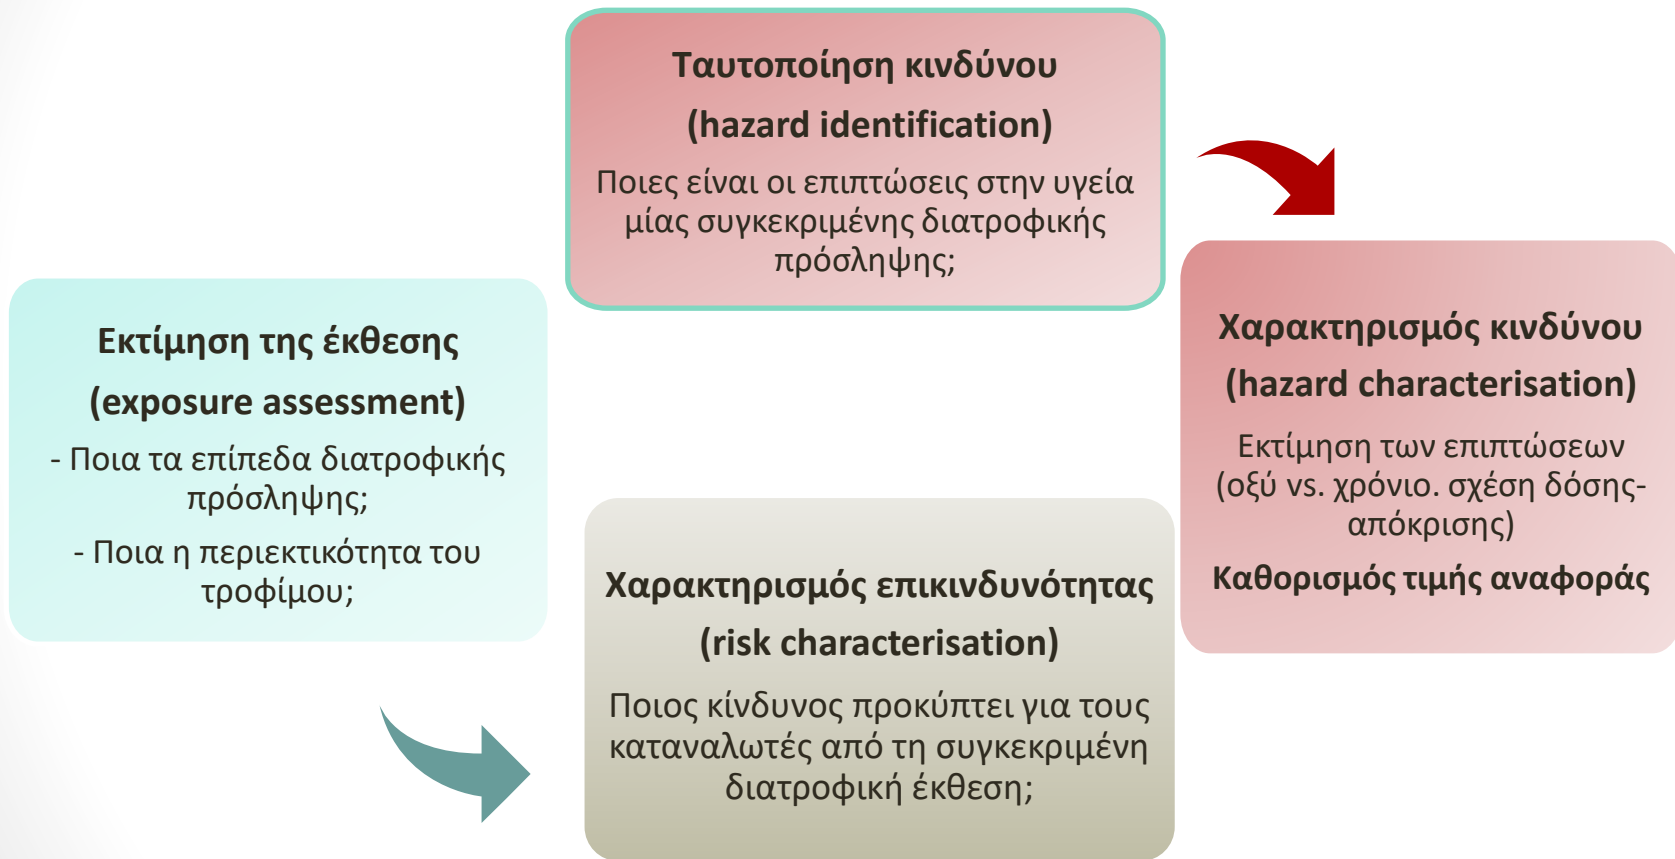 Ταυτοποίηση κινδύνου
(hazard identification)
Ποιες είναι οι επιπτώσεις στην υγεία
μίας συγκεκριμένης διατροφικής
πρόσληψης;
Χαρακτηρισμός κινδύνου
(hazard characterisation)
Εκτίμηση των επιπτώσεων
(οξύ vs. χρόνιο. σχέση δόσης-
απόκρισης)
Καθορισμός τιμής αναφοράς
Εκτίμηση της έκθεσης
(exposure assessment)
- Ποια τα επίπεδα διατροφικής
πρόσληψης;
- Ποια η περιεκτικότητα του
τροφίμου;
Χαρακτηρισμός επικινδυνότητας
(risk characterisation)
Ποιος κίνδυνος προκύπτει για τους
καταναλωτές από τη συγκεκριμένη
διατροφική έκθεση;